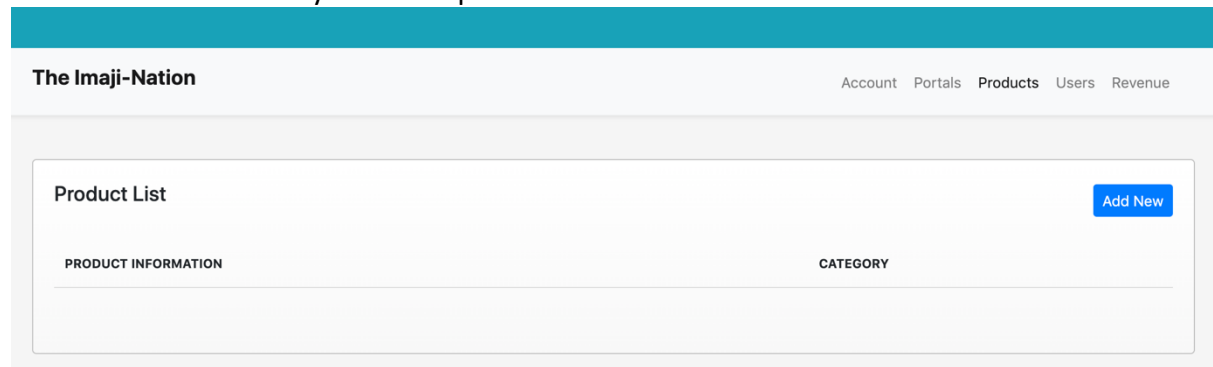 The Imaji-Nation
Account Portals Products Users Revenue
Product List
Add New
PRODUCT INFORMATION CATEGORY